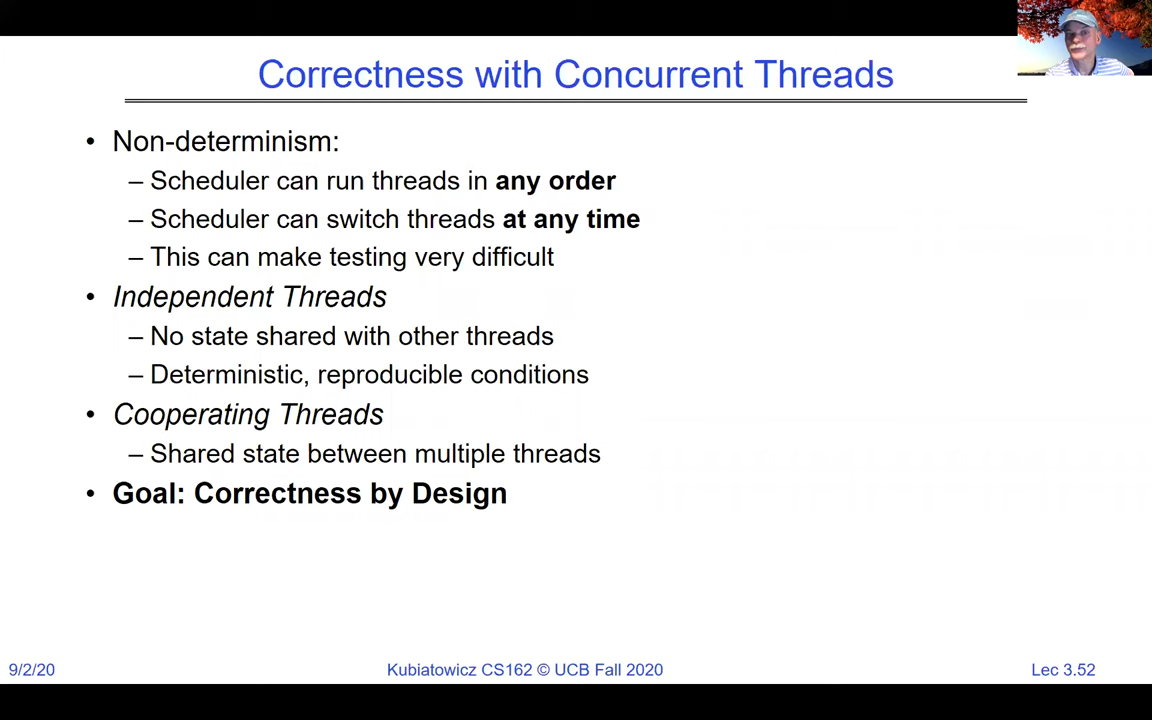 Correctness with Concurrent Threads
• Non-determinism:
– Scheduler can run threads in any order
– Scheduler can switch threads at any time
– This can make testing very difficult
• Independent Threads
– No state shared with other threads
– Deterministic, reproducible conditions
• Cooperating Threads
– Shared state between multiple threads
• Goal: Correctness by Design
9/2/20
Kubiatowicz CS162 © UCB Fall 2020
Lec 3.52